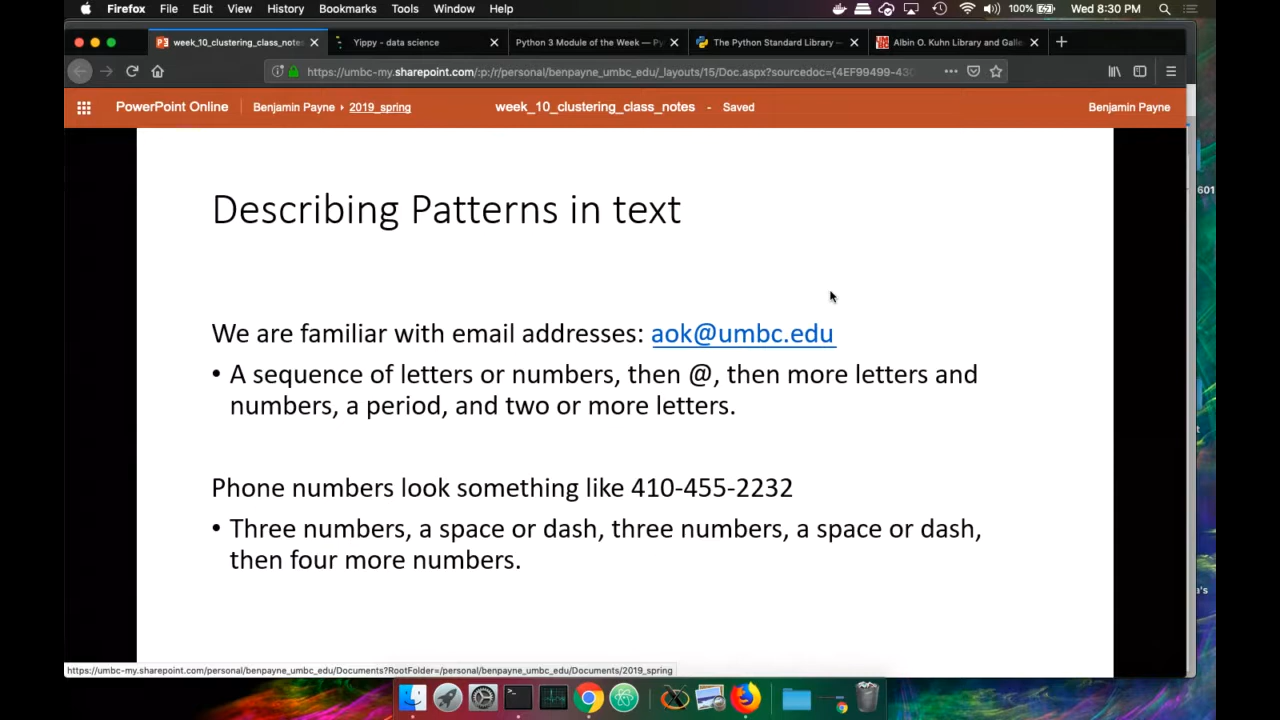 Firefox File Edit View History Bookmarks Tools Window Help 100% Wed 8:30 PM
week_10_clustering_class_notes Yippy - data science Python 3 Module of the Week — Py The Python Standard Library — Albin O. Kuhn Library and Galle
https://umbc-my.sharepoint.com/:p:/r/personal/benpayne_umbc_edu/_layouts/15/Doc.aspx?sourcedoc={4EF99499-430
PowerPoint Online Benjamin Payne 2019_spring week_10_clustering_class_notes - Saved Benjamin Payne
601
Describing Patterns in text
We are familiar with email addresses: aok@umbc.edu
• A sequence of letters or numbers, then @, then more letters and
numbers, a period, and two or more letters.
Phone numbers look something like 410-455-2232
• Three numbers, a space or dash, three numbers, a space or dash,
then four more numbers.
https://umbc-my.sharepoint.com/personal/benpayne_umbc_edu/Documents?RootFolder=/personal/benpayne_umbc_edu/Documents/2019_spring